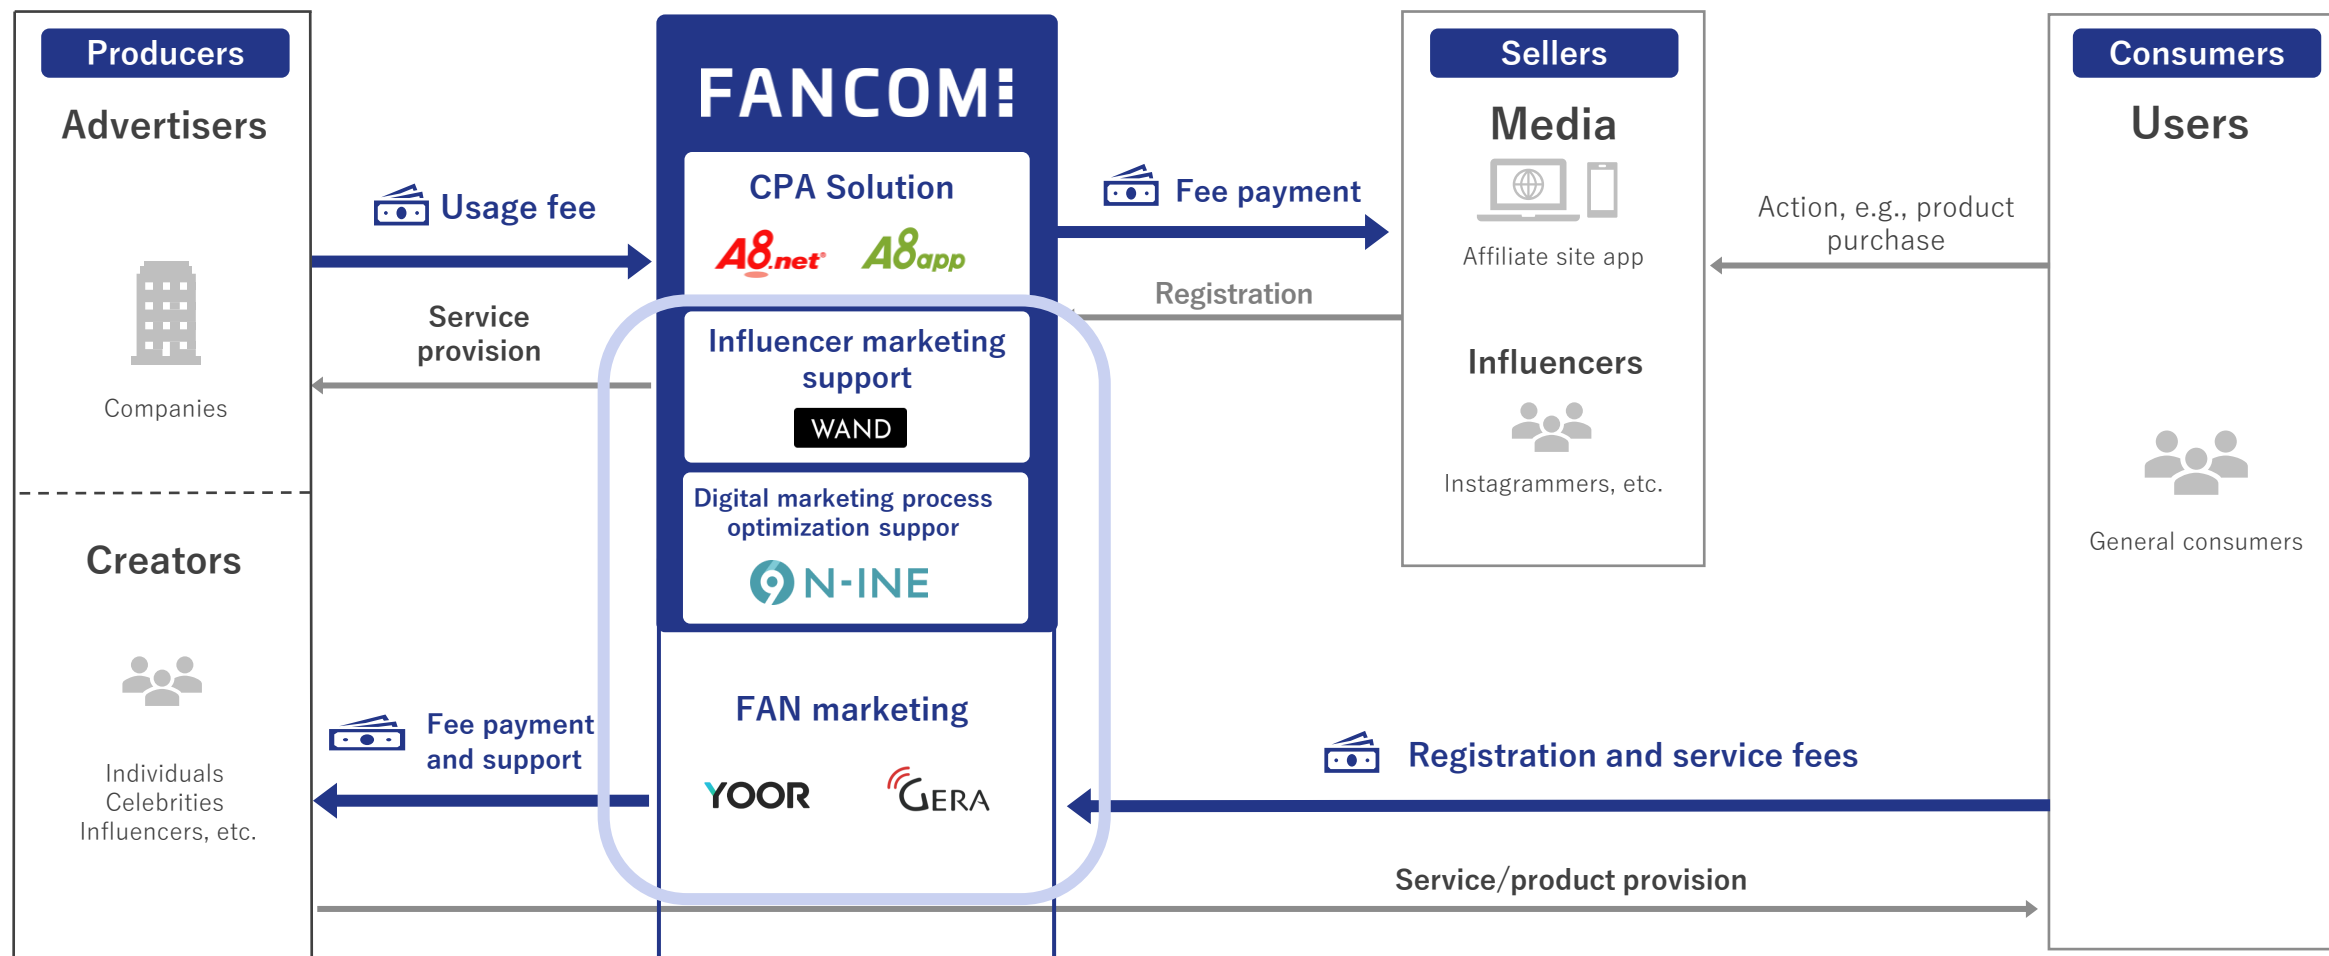 Producers
Advertisers
Companies
Creators
Individuals
Celebrities
Influencers, etc.
Usage fee
Service
provision
Fee payment
and support
FANCOMI
CPA Solution
A8.net®
A8app
Influencer marketing
support
WAND
Digital marketing process
optimization suppor
N-INE
FAN marketing
YOOR
GERA
Fee payment
Registration
Sellers
Media
Affiliate site app
Influencers
Instagrammers, etc.
Action, e.g., product
purchase
Registration and service fees
Service/product provision
Consumers
Users
General consumers